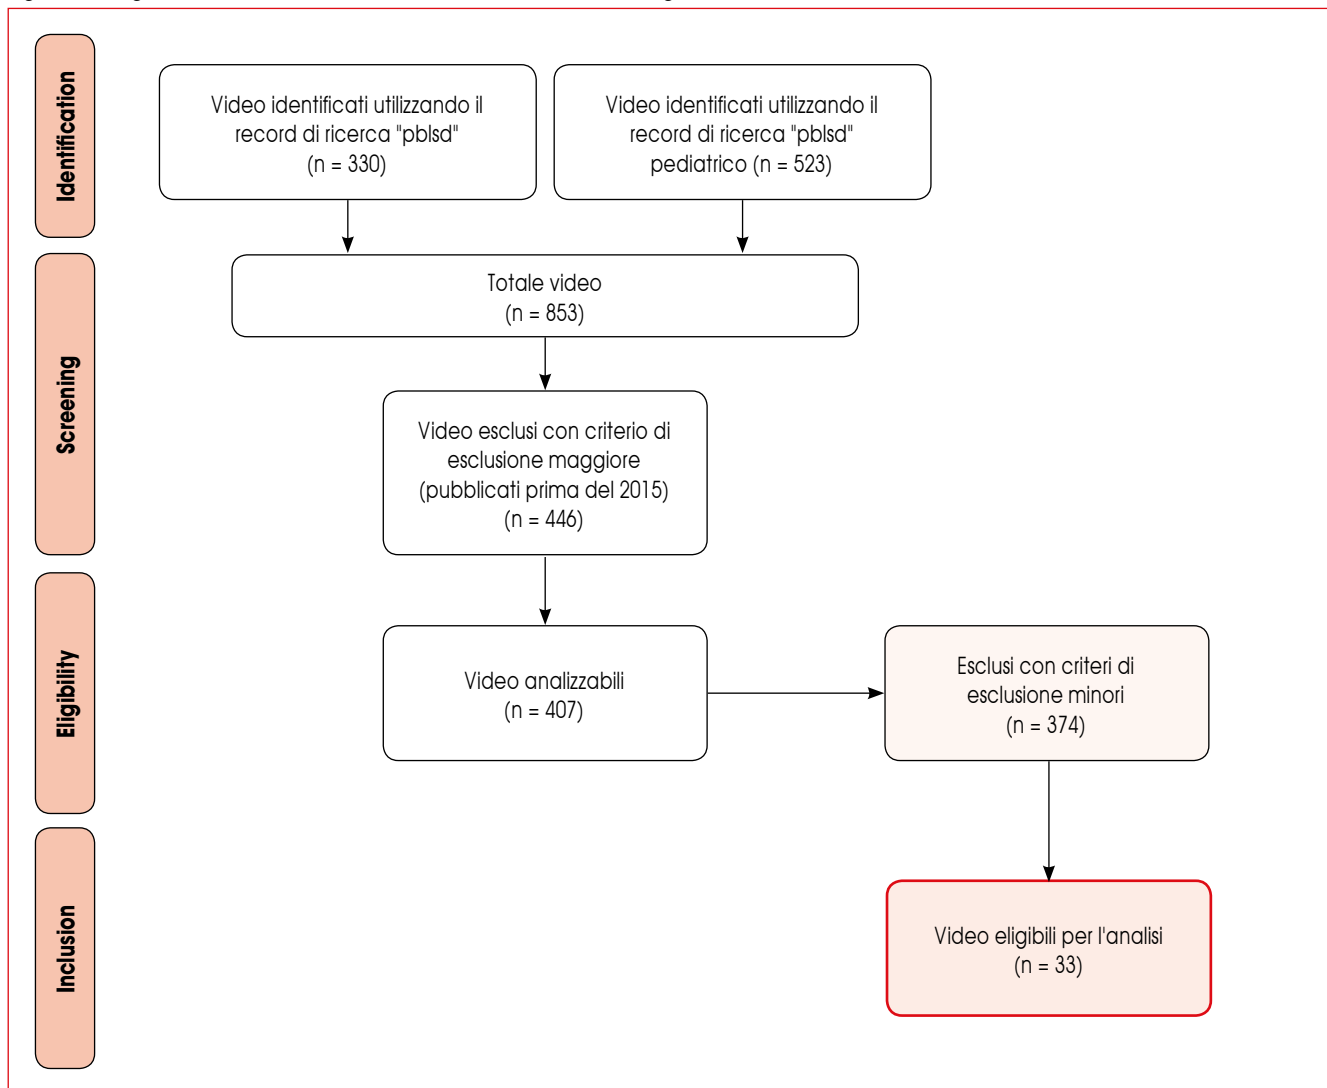 Identification
Video identificati utilizzando il
record di ricerca "pblsd"
(n = 330)
Video identificati utilizzando il
record di ricerca "pblsd"
pediatrico (n = 523)
Screening
Totale video
(n = 853)
Video esclusi con criterio di
esclusione maggiore
(pubblicati prima del 2015)
(n = 446)
Eligibility
Video analizzabili
(n = 407)
Esclusi con criteri di
esclusione minori
(n = 374)
Inclusion
Video eligibili per l'analisi
(n = 33)